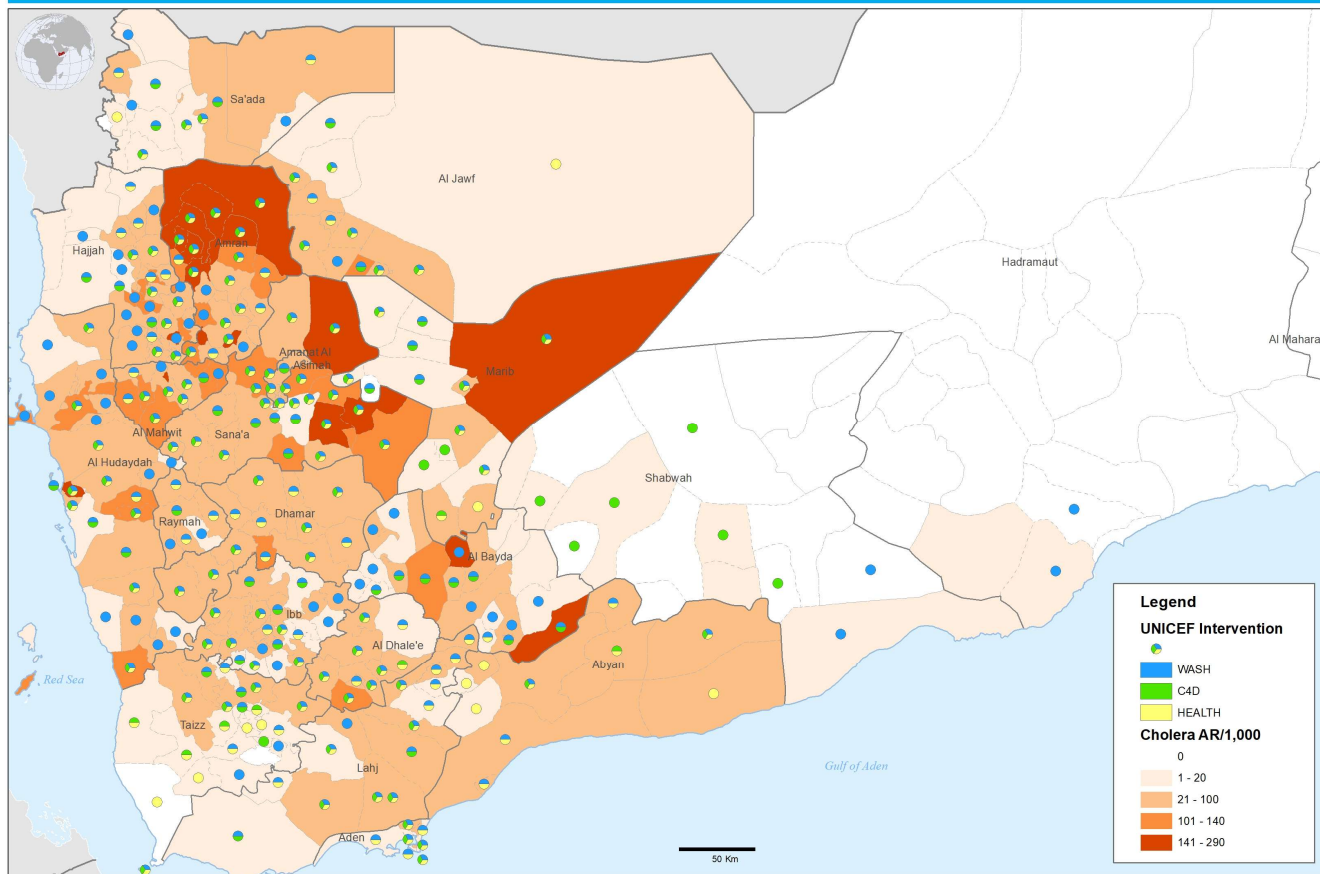 Sa'ada
Al Jawf
Hajjah
Amran
Hadramaut
Al Mahara
Amanat Al
Asimeh
Marib
Al Mahwit
Sana'a
Al Hudaydah
Shabwah
Raymah
Dhamar
Al Bayda
Ibb
Al Dhale'e
Abyan
Red Sea
Taizz
Lahj
Gulf of Aden
Aden
50 Km
Legend
UNICEF Intervention
WASH
C4D
HEALTH
Cholera AR/1,000
0
1 - 20
21 - 100
101 - 140
141 - 290